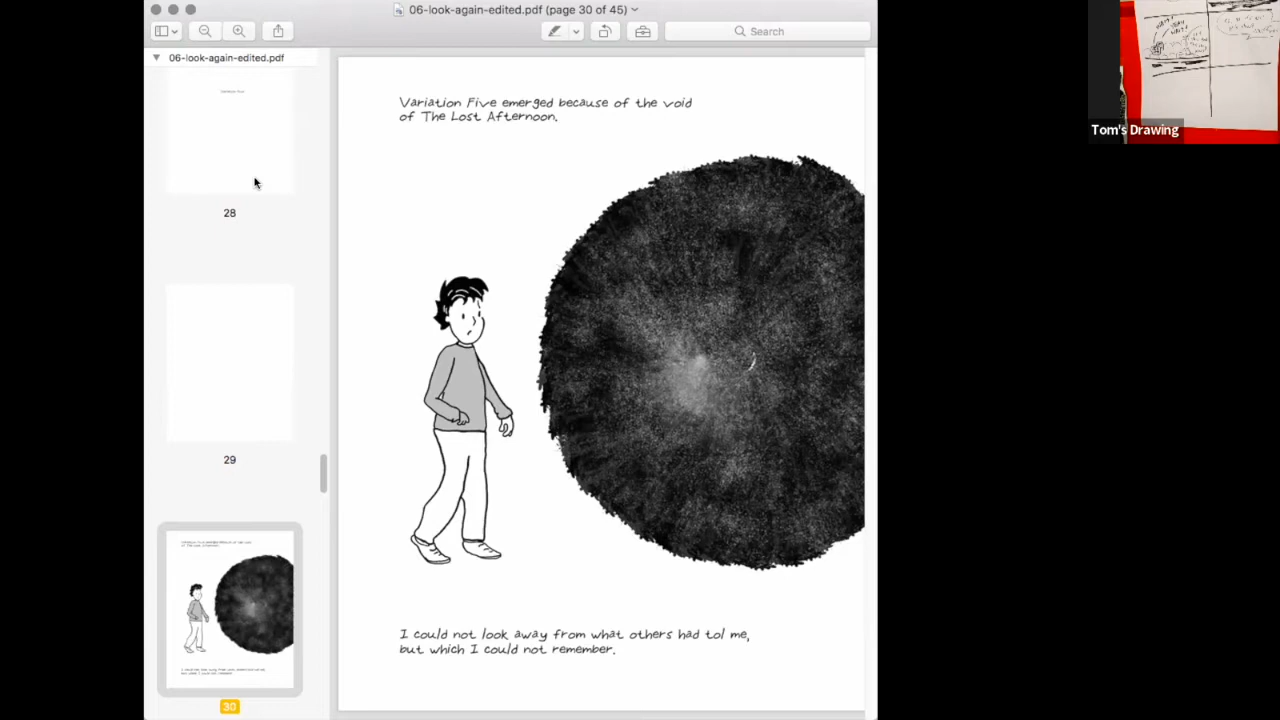 06-look-again-edited.pdf (page 30 of 45)
Search
06-look-again-edited.pdf
28
29
30
Variation Five emerged because of the void
of The Lost Afternoon.
I could not look away from what others had tol me,
but which I could not remember.
Tom's Drawing